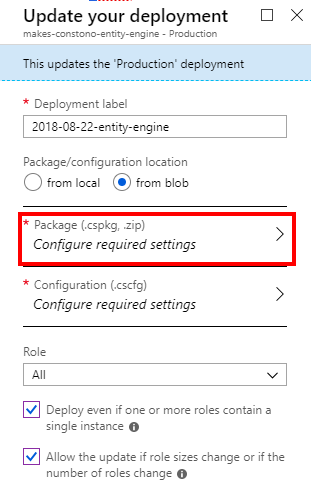 Update your deployment
makes-constono-entity-engine - Production
This updates the 'Production' deployment
* Deployment label
2018-08-22-entity-engine
Package/configuration location
from local from blob
* Package (.cspkg, .zip)
Configure required settings
* Configuration (.cscfg)
Configure required settings
Role
All
Deploy even if one or more roles contain a
single instance
Allow the update if role sizes change or if the
number of roles change